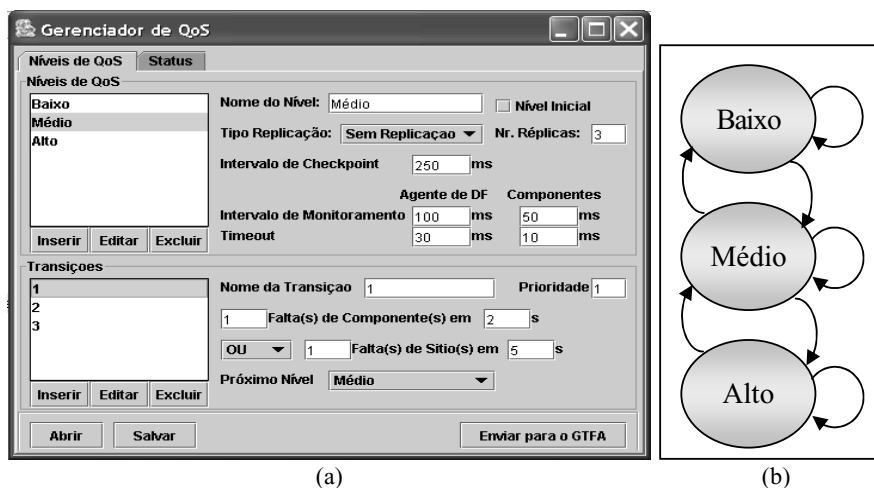 Gerenciador de QoS
Níveis de QoS Status
Níveis de QoS
Baixo
Médio
Alto
Inserir Editar Excluir
Nome do Nível: Médio Nível Inicial
Tipo Replicação: Sem Replicaçao Nr. Réplicas: 3
Intervalo de Checkpoint 250 ms
Agente de DF Componentes
Intervalo de Monitoramento 100 ms 50 ms
Timeout 30 ms 10 ms
Transiçoes
1
2
3
Inserir Editar Excluir
Nome da Transiçao 1 Prioridade 1
1 Falta(s) de Componente(s) em 2 s
OU 1 Falta(s) de Sitio(s) em 5 s
Próximo Nível Médio
Abrir Salvar Enviar para o GTFA
(a)
Baixo
Médio
Alto
(b)